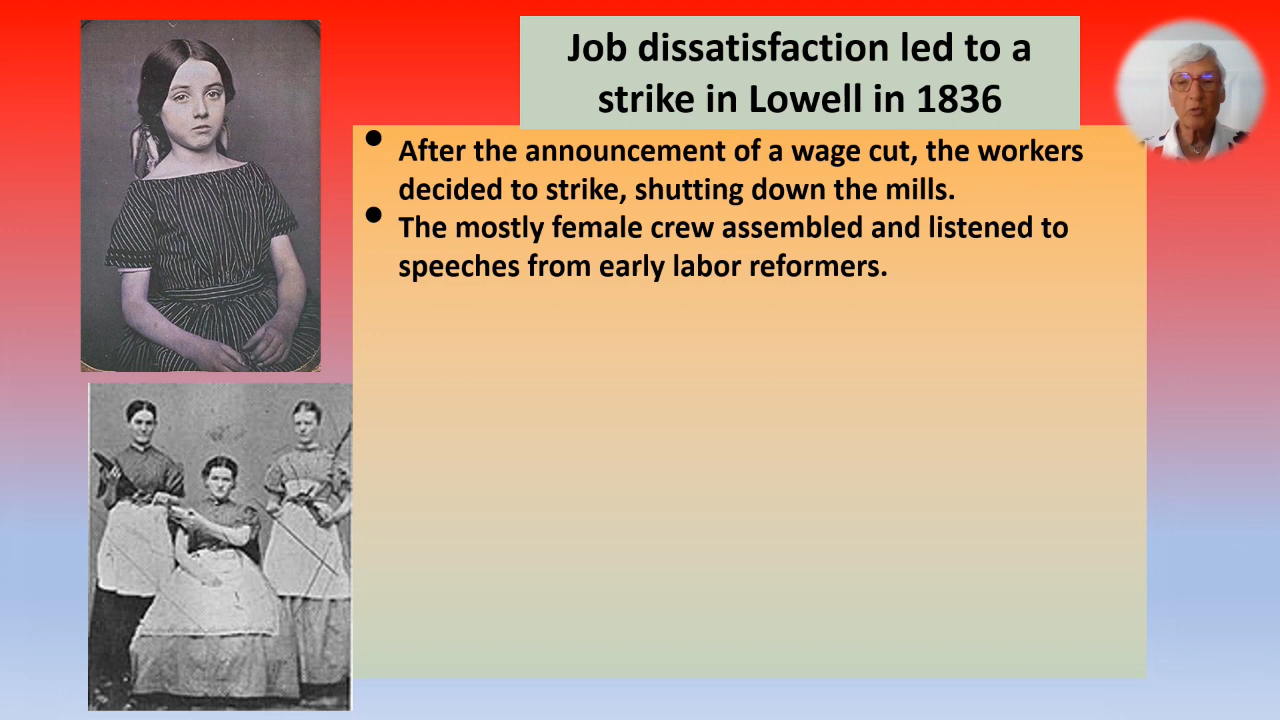 Job dissatisfaction led to a
strike in Lowell in 1836
• After the announcement of a wage cut, the workers
decided to strike, shutting down the mills.
• The mostly female crew assembled and listened to
speeches from early labor reformers.